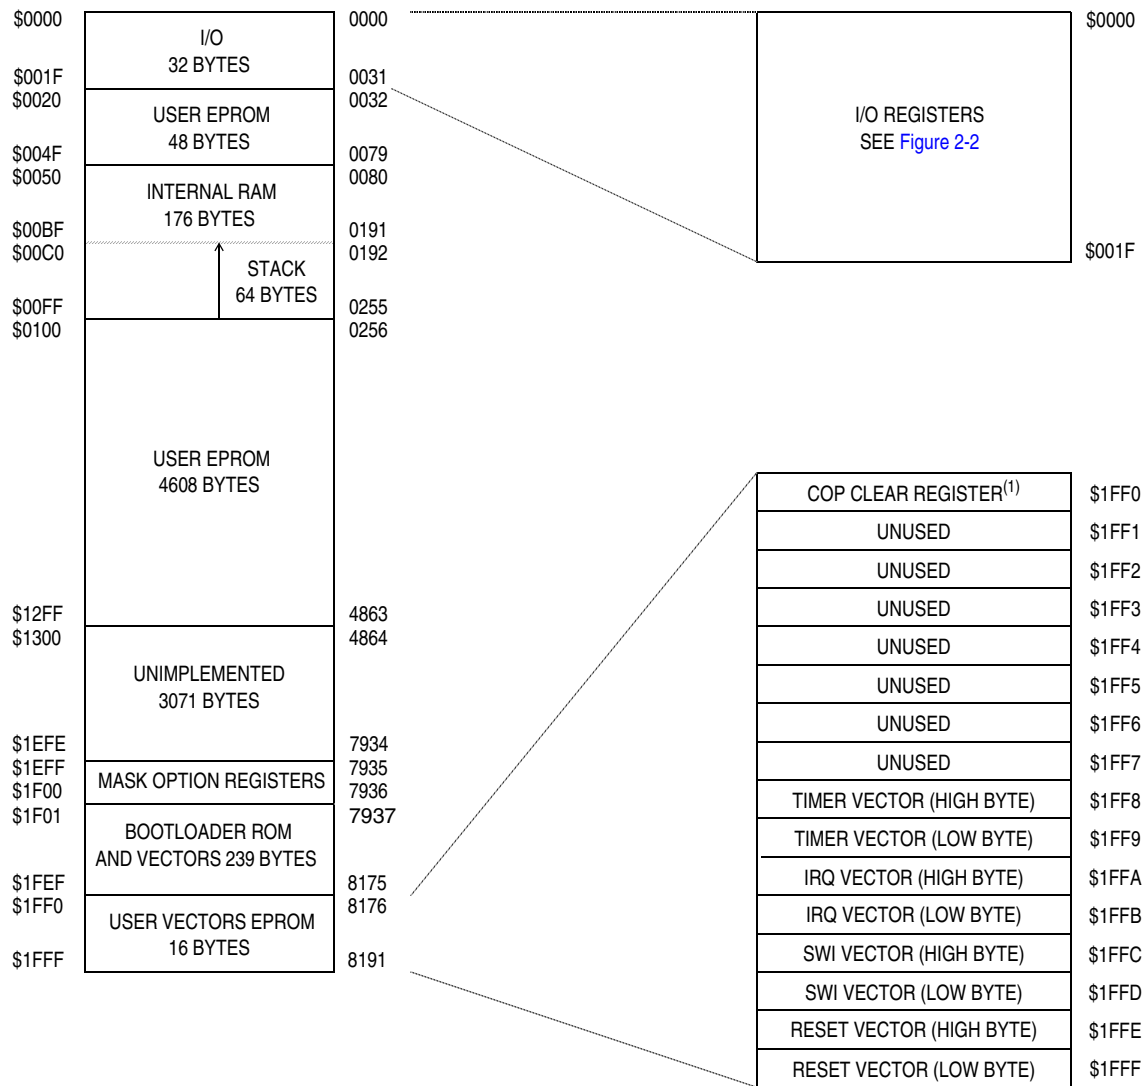 $0000
I/O
32 BYTES
0000
$001F
0031
$0020
0032
USER EPROM
48 BYTES
$004F
0079
$0050
0080
INTERNAL RAM
176 BYTES
$00BF
0191
$00C0
0192
STACK
64 BYTES
$00FF
0255
$0100
0256
USER EPROM
4608 BYTES
$12FF
4863
$1300
4864
UNIMPLEMENTED
3071 BYTES
$1EFE
7934
$1EFF
7935
MASK OPTION REGISTERS
$1F00
7936
$1F01
7937
BOOTLOADER ROM
AND VECTORS 239 BYTES
$1FEF
8175
$1FF0
8176
USER VECTORS EPROM
16 BYTES
$1FFF
8191
$0000
I/O REGISTERS
SEE Figure 2-2
$001F
COP CLEAR REGISTER(1) $1FF0
UNUSED $1FF1
UNUSED $1FF2
UNUSED $1FF3
UNUSED $1FF4
UNUSED $1FF5
UNUSED $1FF6
UNUSED $1FF7
TIMER VECTOR (HIGH BYTE) $1FF8
TIMER VECTOR (LOW BYTE) $1FF9
IRQ VECTOR (HIGH BYTE) $1FFA
IRQ VECTOR (LOW BYTE) $1FFB
SWI VECTOR (HIGH BYTE) $1FFC
SWI VECTOR (LOW BYTE) $1FFD
RESET VECTOR (HIGH BYTE) $1FFE
RESET VECTOR (LOW BYTE) $1FFF